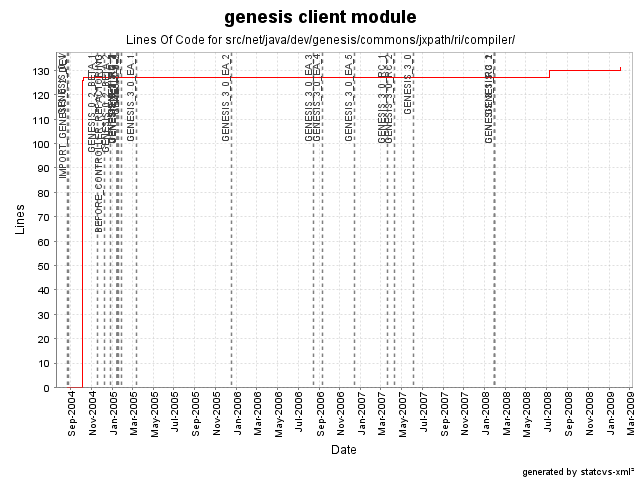 genesis client module
Lines Of Code for src/net/java/dev/genesis/commons/jxpath/ri/compiler/
Lines
130
120
110
100
90
80
70
60
50
40
30
20
10
0
BEFORE_CONTROLLER_REFACTORING
GENESIS_3_0_EA_1
GENESIS_3_0_EA_2
GENESIS_3_0_EA_3
GENESIS_3_0_EA_4
GENESIS_3_0_EA_5
GENESIS_3_0_RC_1
GENESIS_3_0_RC_2
GENESIS_3_0
Sep-2004
Nov-2004
Jan-2005
Mar-2005
May-2005
Jul-2005
Sep-2005
Nov-2005
Jan-2006
Mar-2006
May-2006
Jul-2006
Sep-2006
Nov-2006
Jan-2007
Mar-2007
May-2007
Jul-2007
Sep-2007
Nov-2007
Jan-2008
Mar-2008
May-2008
Jul-2008
Sep-2008
Nov-2008
Jan-2009
Mar-2009
Date
generated by statcvs-xml²